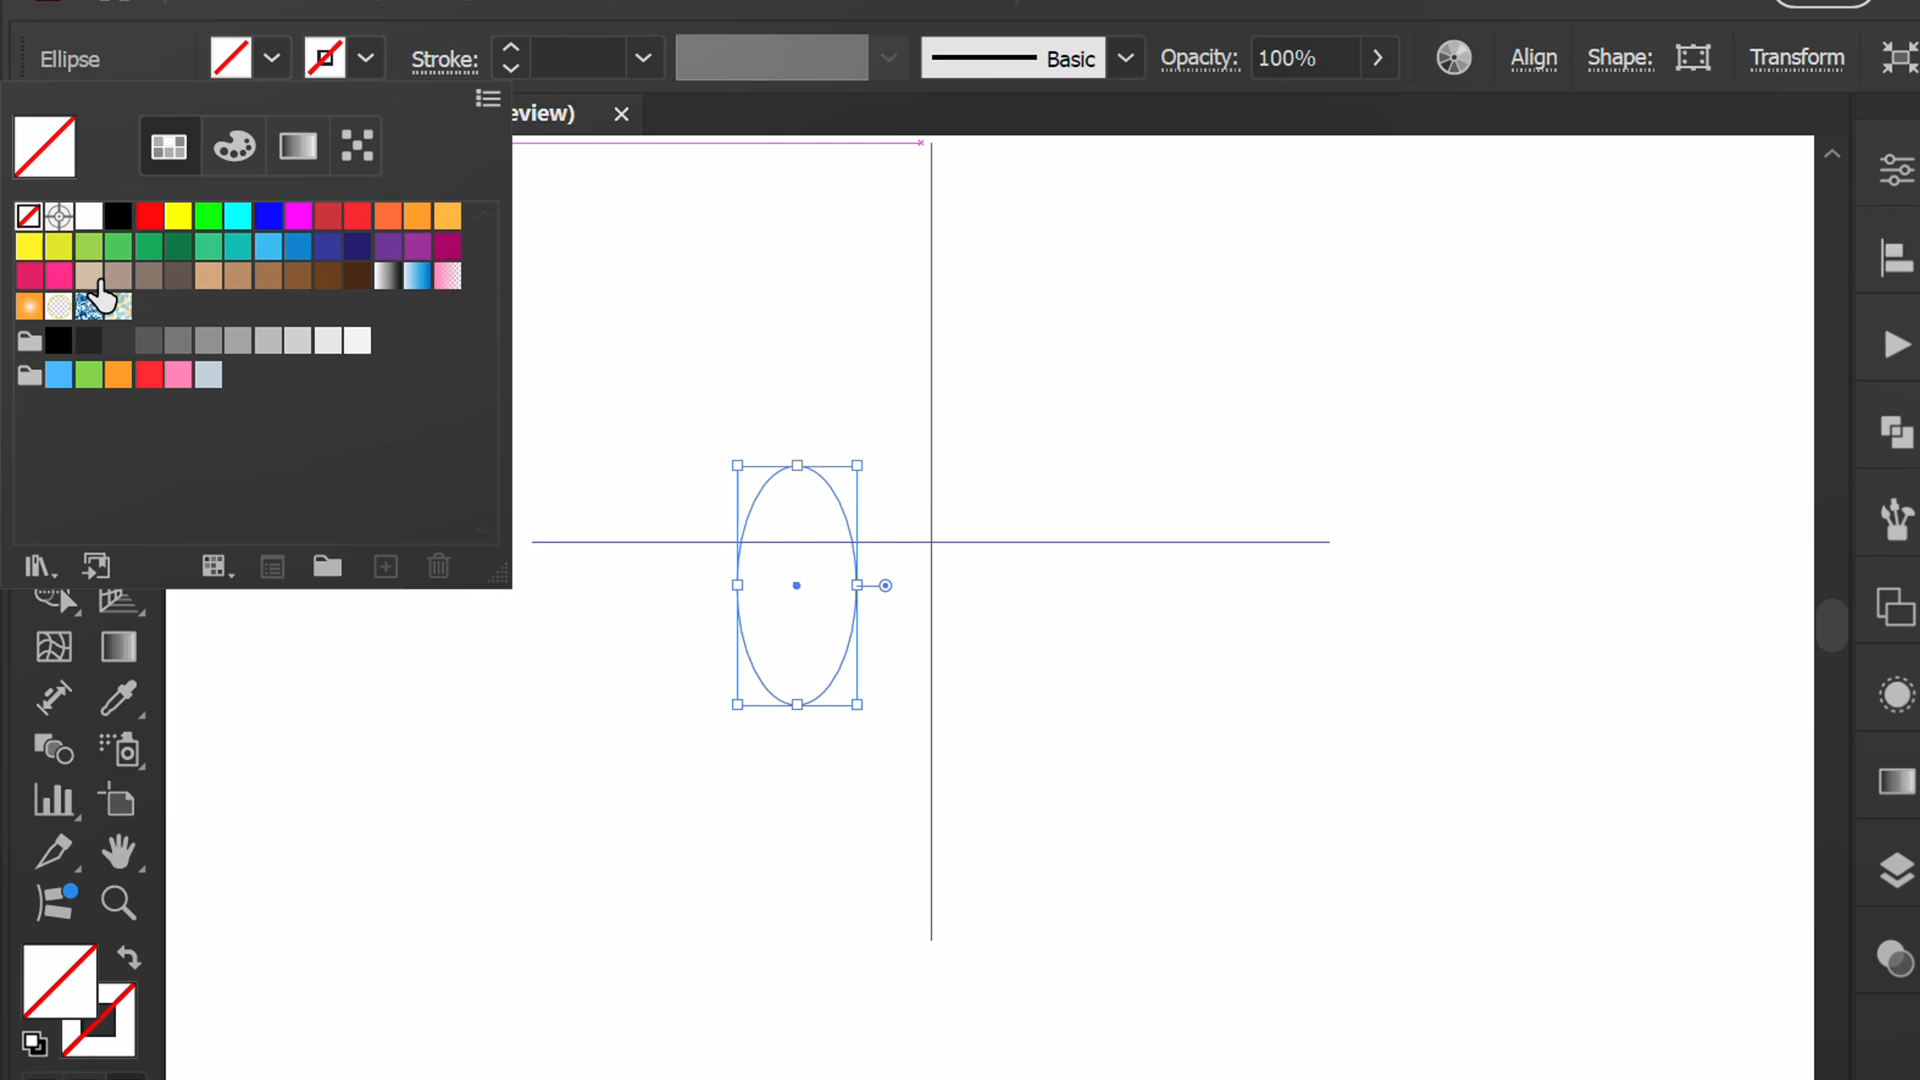 Ellipse
Stroke:
Basic
Opacity: 100%
Align
Shape:
Transform
eview)